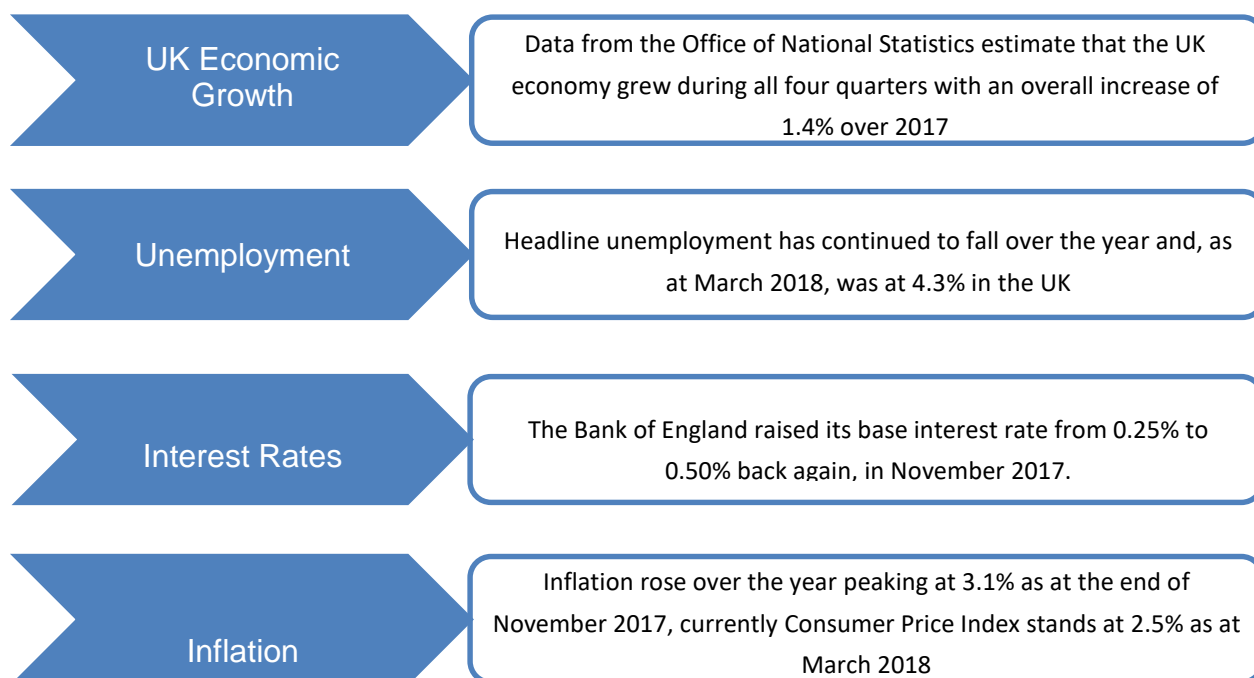 UK Economic
Growth
Data from the Office of National Statistics estimate that the UK
economy grew during all four quarters with an overall increase of
1.4% over 2017
Unemployment
Headline unemployment has continued to fall over the year and, as
at March 2018, was at 4.3% in the UK
Interest Rates
The Bank of England raised its base interest rate from 0.25% to
0.50% back again, in November 2017.
Inflation
Inflation rose over the year peaking at 3.1% as at the end of
November 2017, currently Consumer Price Index stands at 2.5% as at
March 2018